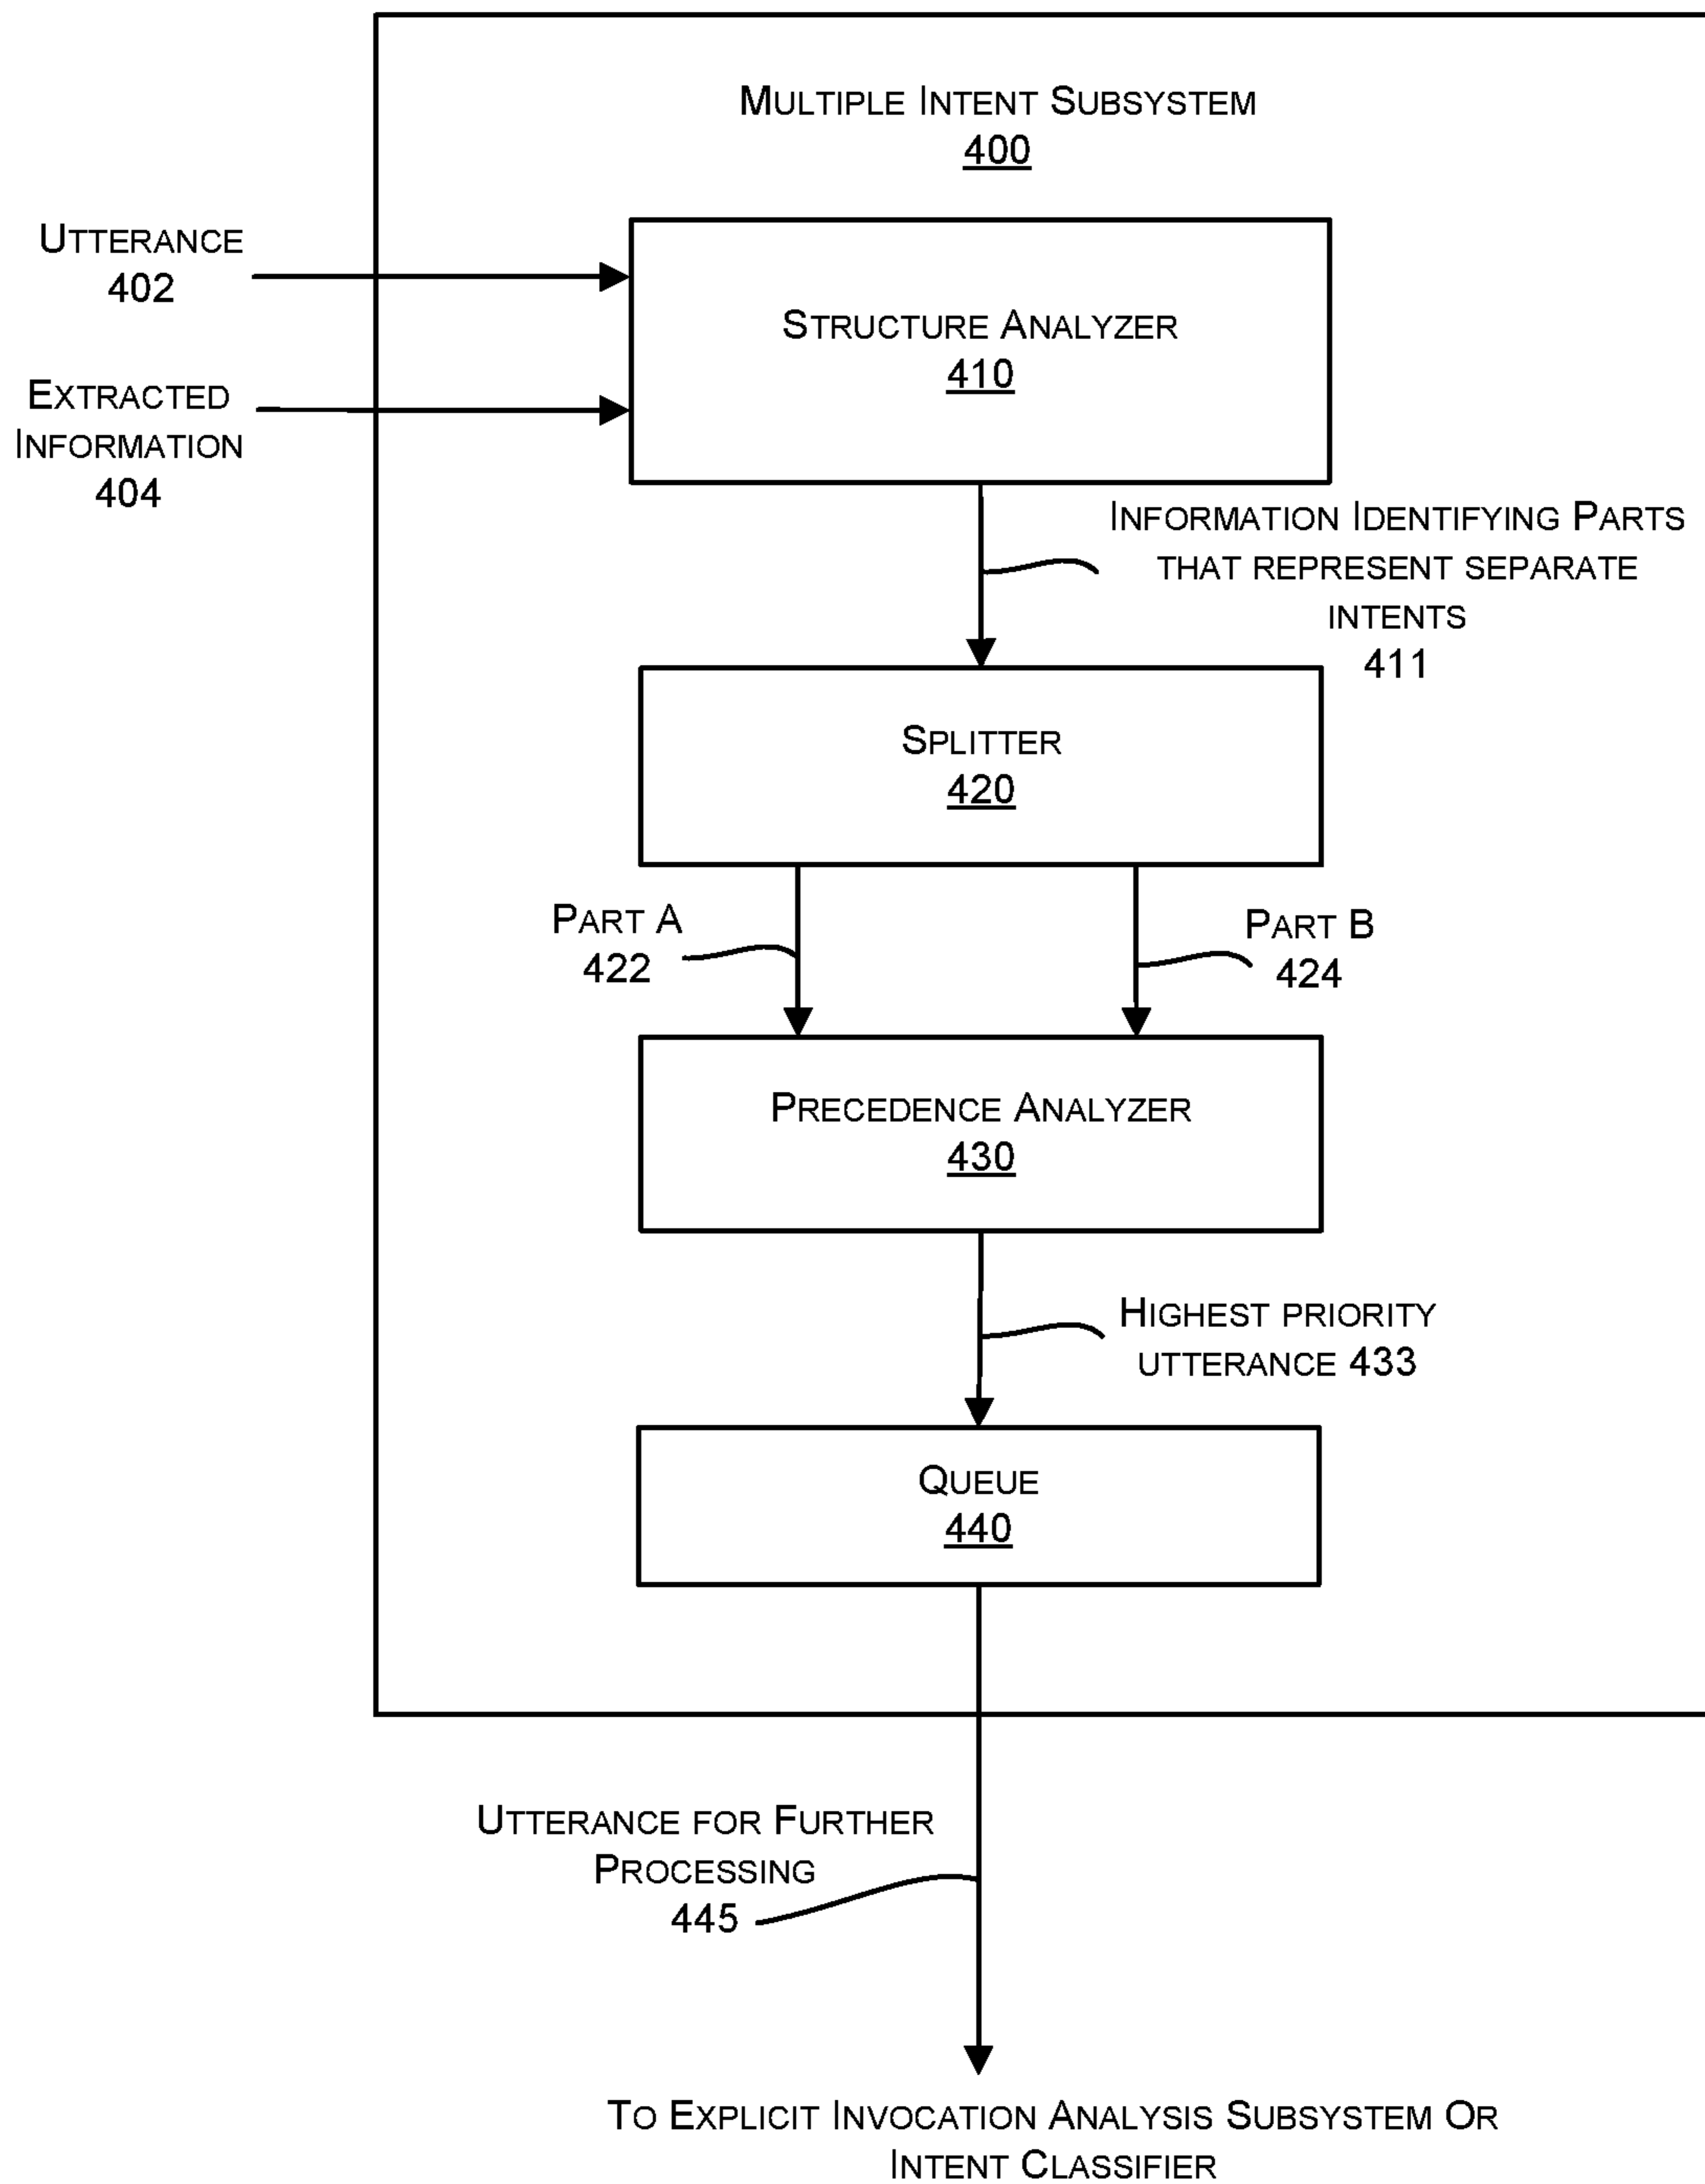 MULTIPLE INTENT SUBSYSTEM
400
UTTERANCE
402
STRUCTURE ANALYZER
410
EXTRACTED
INFORMATION
404
INFORMATION IDENTIFYING PARTS
THAT REPRESENT SEPARATE
INTENTS
411
SPLITTER
420
PART A
422
PART B
424
PRECEDENCE ANALYZER
430
HIGHEST PRIORITY
UTTERANCE 433
QUEUE
440
UTTERANCE FOR FURTHER
PROCESSING
445
TO EXPLICIT INVOCATION ANALYSIS SUBSYSTEM OR
INTENT CLASSIFIER